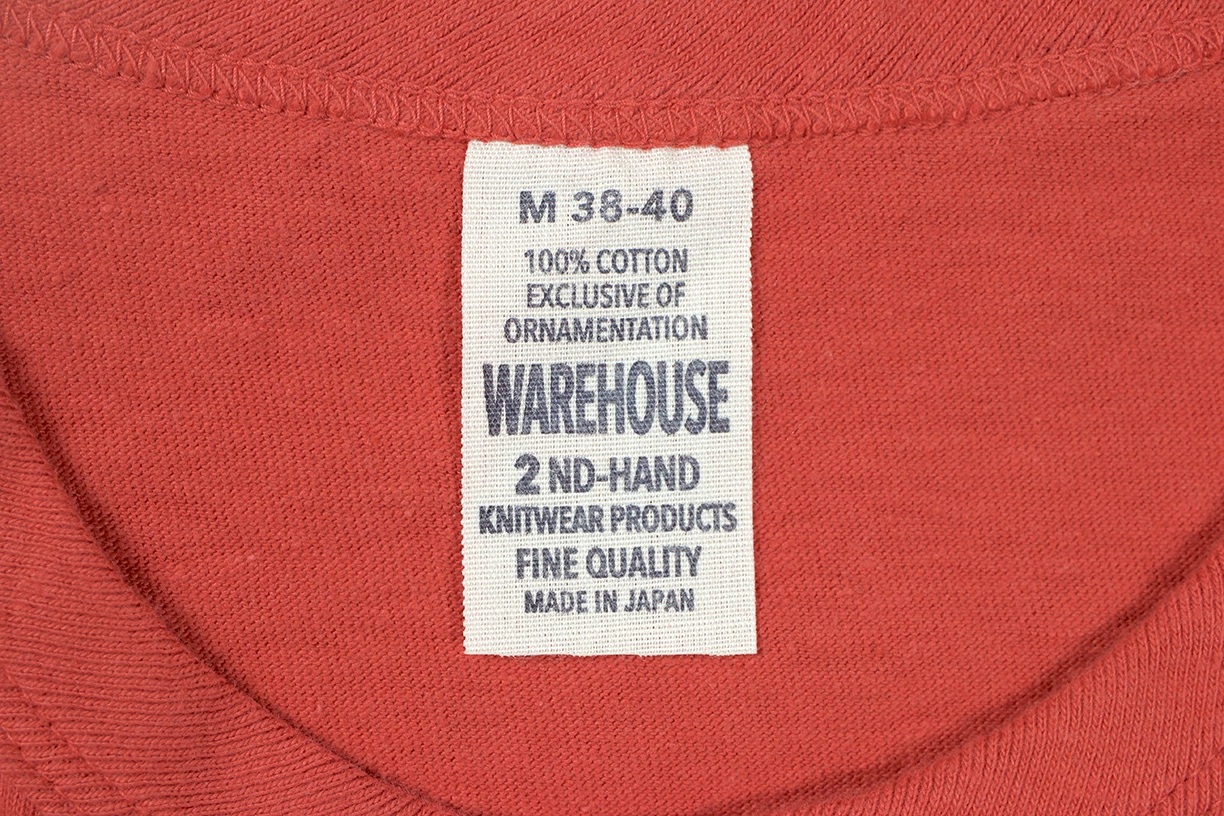 M 38-40
100% COTTON
EXCLUSIVE OF
ORNAMENTATION
WAREHOUSE
2 ND-HAND
KNITWEAR PRODUCTS
FINE QUALITY
MADE IN JAPAN